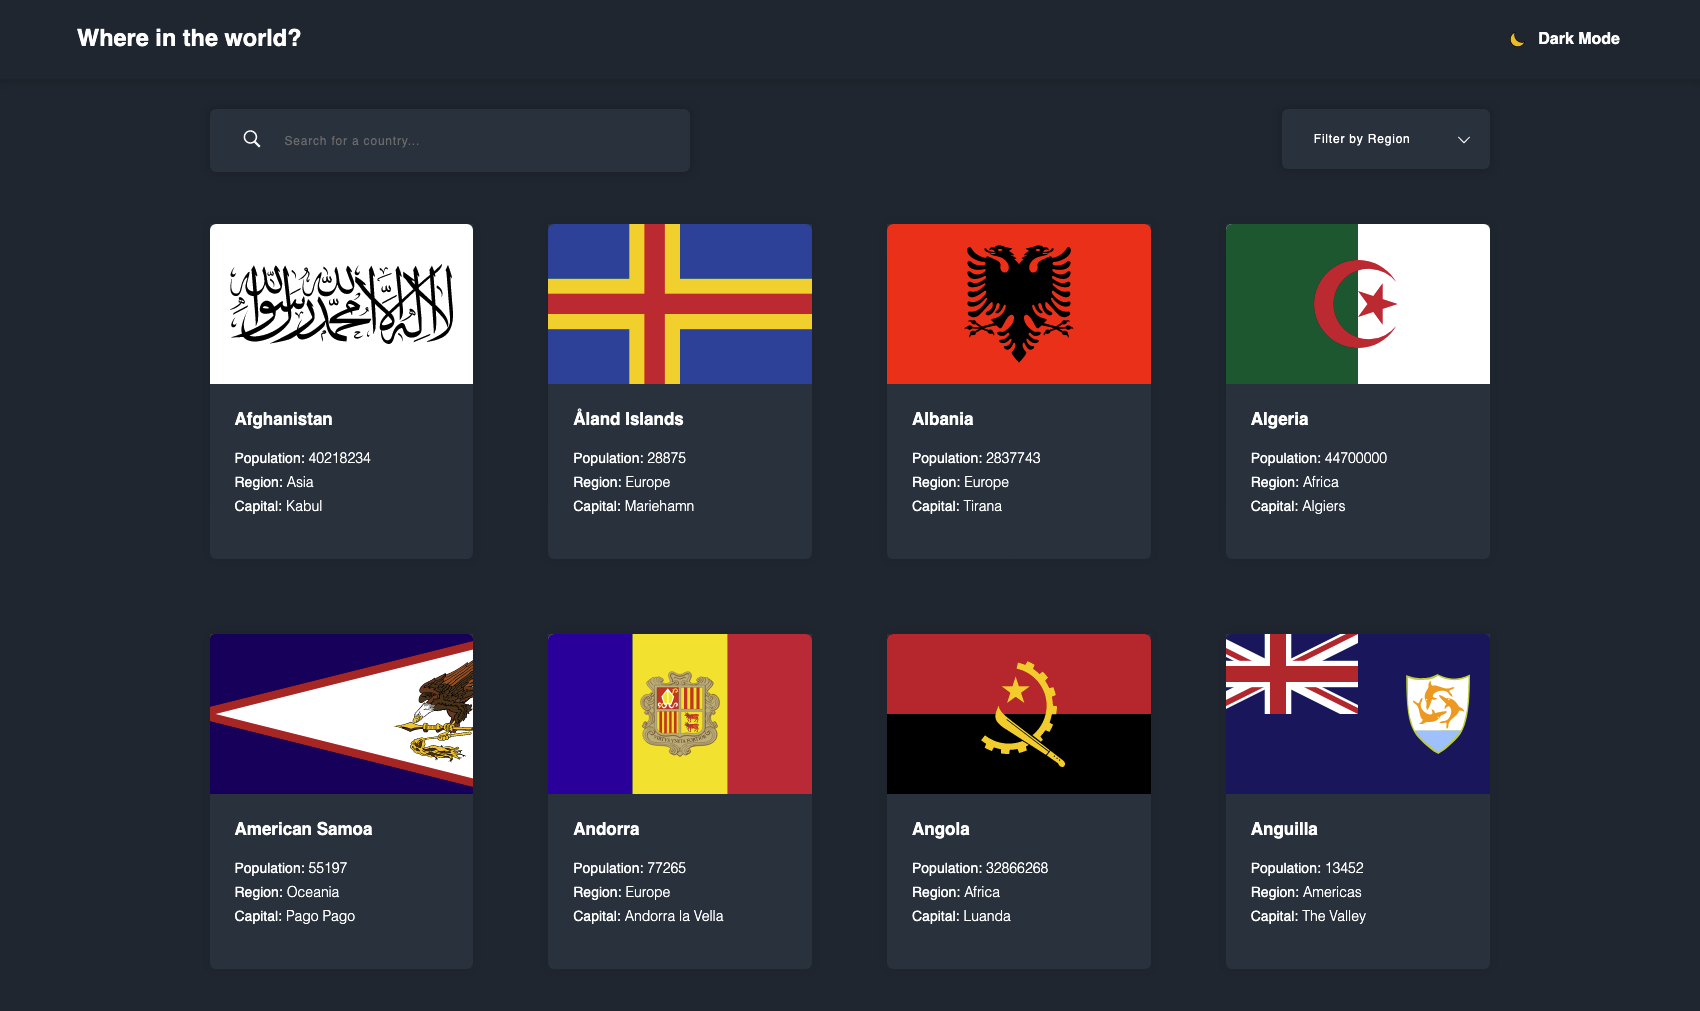 Where in the world?
Dark Mode
Search for a country...
Filter by Region
لا إله إلا الله محمد رسول الله
Afghanistan
Population: 40218234
Region: Asia
Capital: Kabul
Åland Islands
Population: 28875
Region: Europe
Capital: Mariehamn
Albania
Population: 2837743
Region: Europe
Capital: Tirana
Algeria
Population: 44700000
Region: Africa
Capital: Algiers
American Samoa
Population: 55197
Region: Oceania
Capital: Pago Pago
Andorra
Population: 77265
Region: Europe
Capital: Andorra la Vella
Angola
Population: 32866268
Region: Africa
Capital: Luanda
Anguilla
Population: 13452
Region: Americas
Capital: The Valley